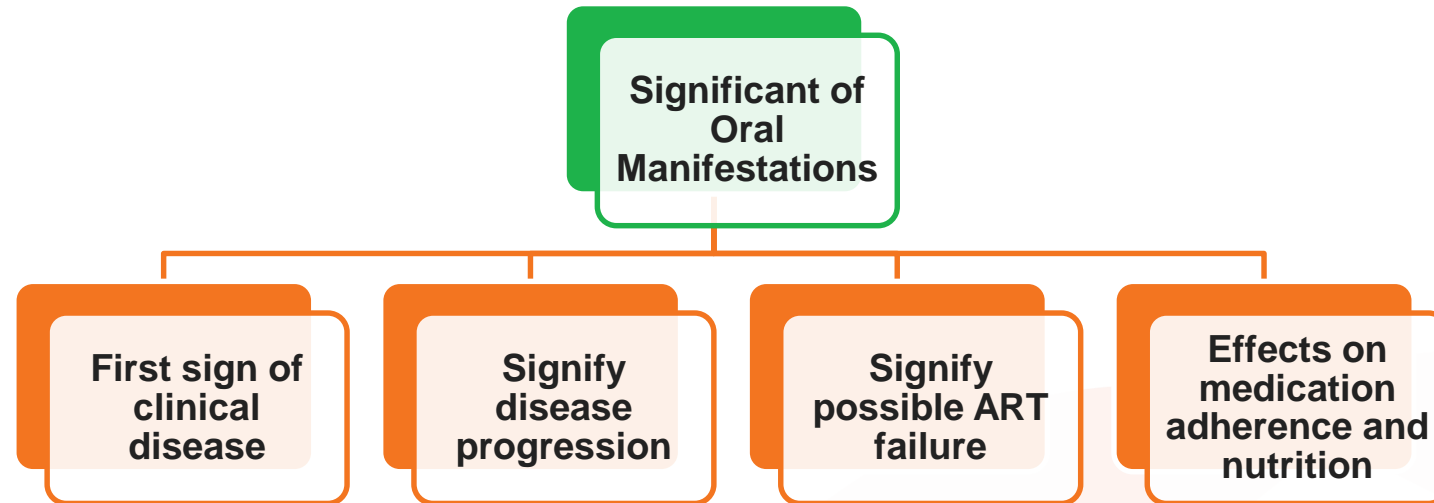 Significant of
Oral
Manifestations
First sign of
clinical
disease
Signify
disease
progression
Signify
possible ART
failure
Effects on
medication
adherence and
nutrition